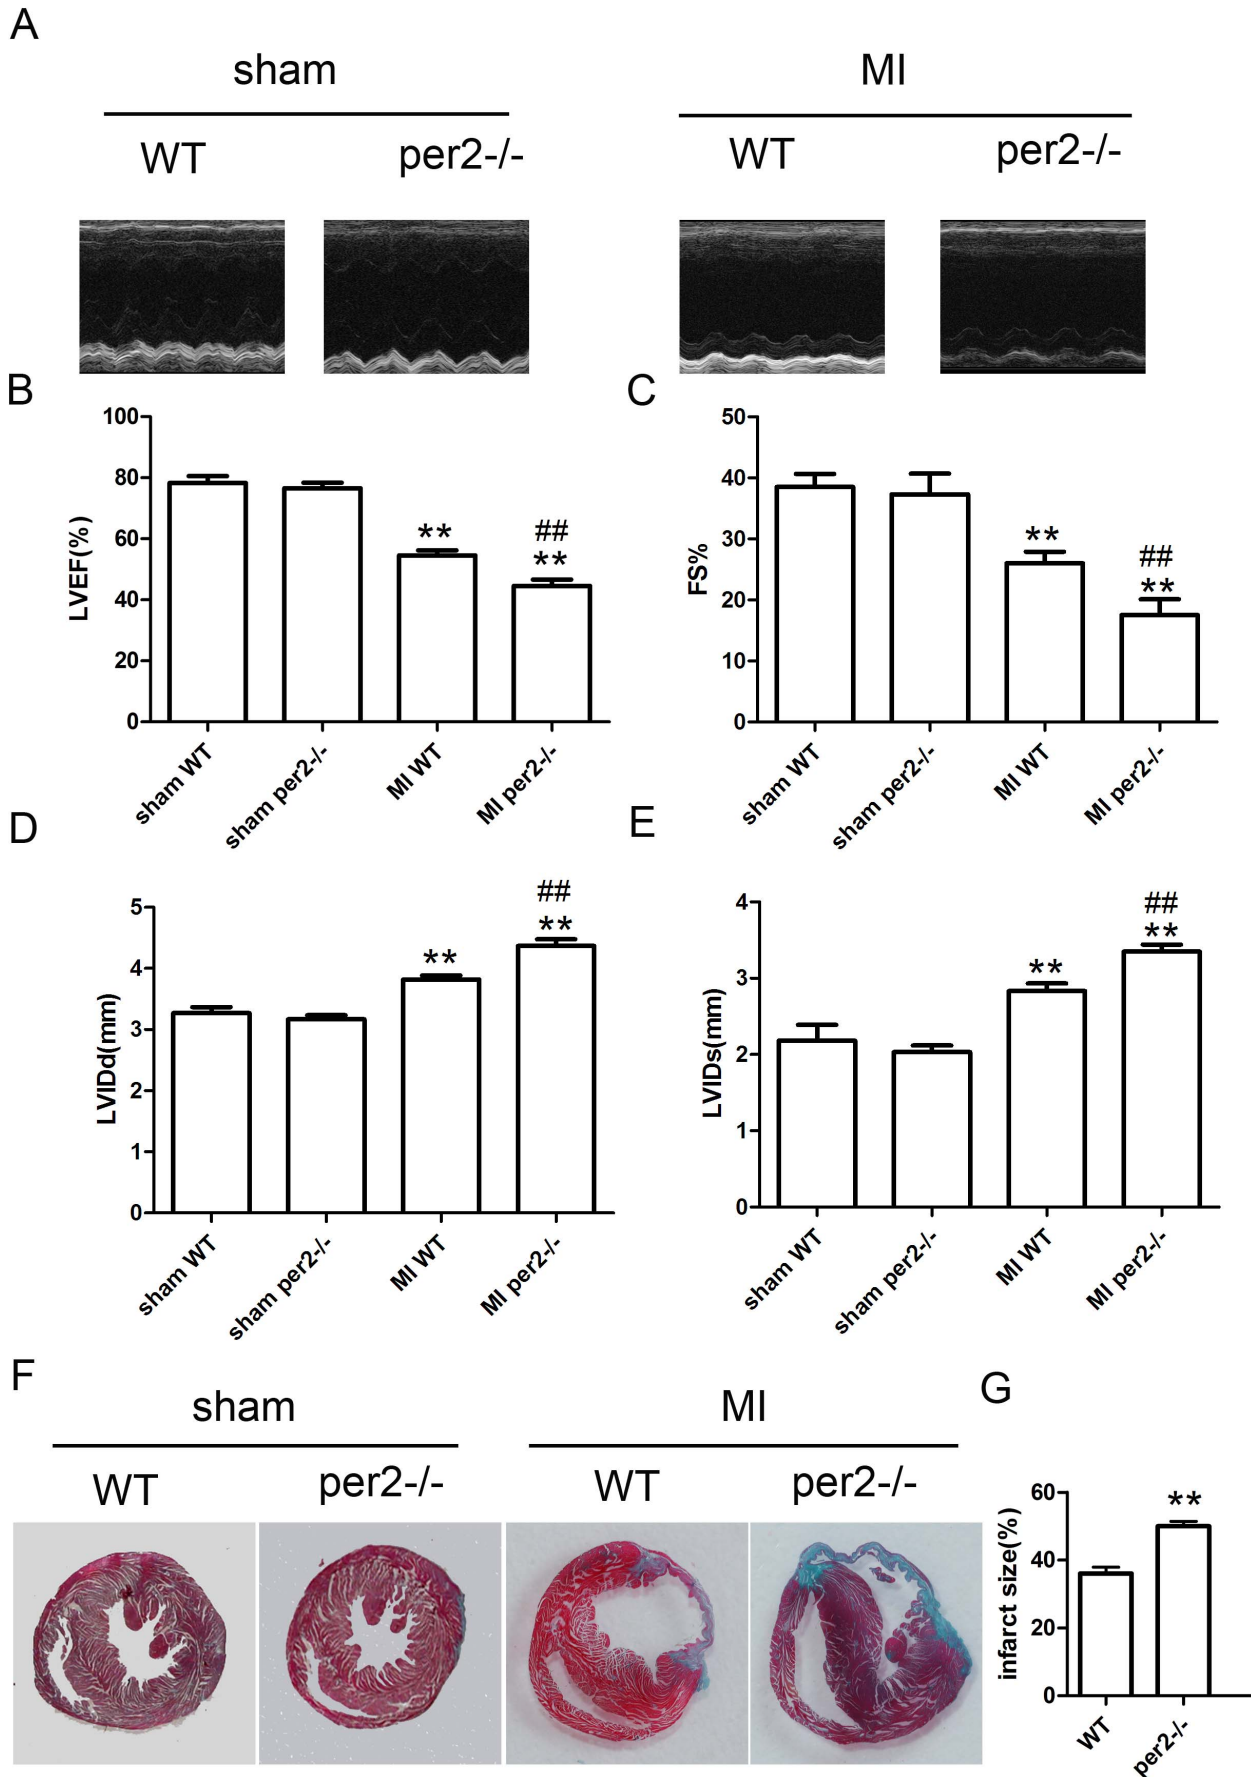 A
sham
MI
WT
per2-/-
WT
per2-/-
B
100
80
60
40
20
0
LVEF(%)
**
##
**
sham WT
sham per2-/-
MI WT
MI per2-/-
C
50
40
30
20
10
0
FS%
**
##
**
sham WT
sham per2-/-
MI WT
MI per2-/-
D
5
4
3
2
1
0
LVIDd(mm)
**
##
**
sham WT
sham per2-/-
MI WT
MI per2-/-
E
4
3
2
1
0
LVIDs(mm)
**
##
**
sham WT
sham per2-/-
MI WT
MI per2-/-
F
sham
MI
WT
per2-/-
WT
per2-/-
G
60
40
20
0
infarct size(%)
**
WT
per2-/-